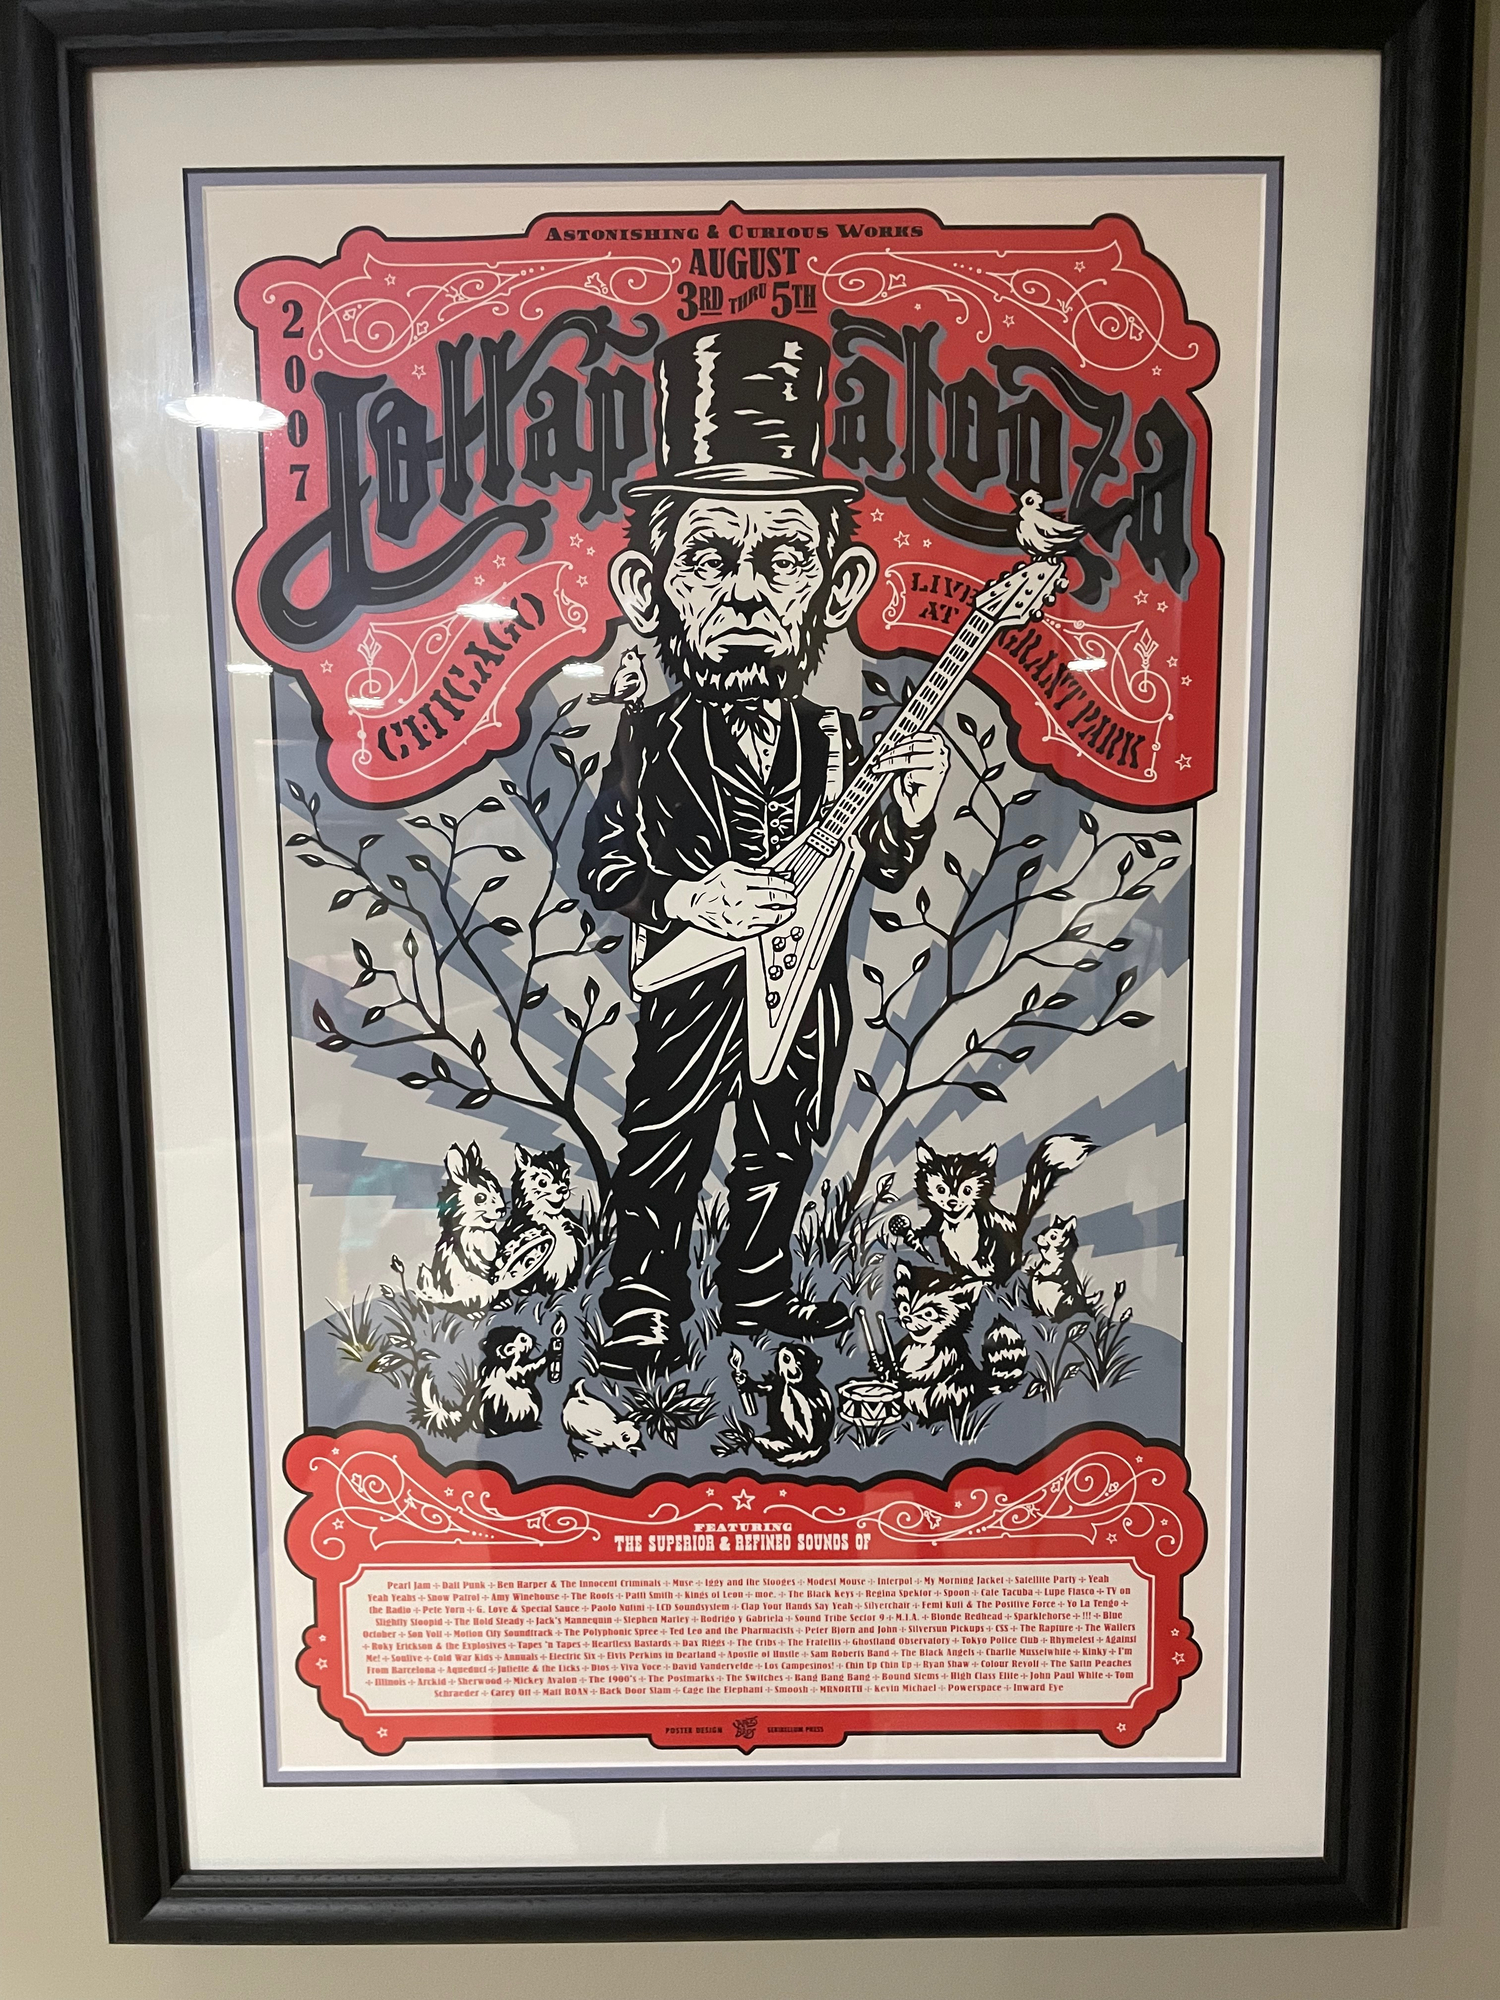 ASTONISHING & CURIOUS WORKS
AUGUST
3RD THRU 5TH
2007
Lollapalooza
CHICAGO
LIVE AT GRANT PARK
FEATURING
THE SUPERIOR & REFINED SOUNDS OF
Pearl Jam + Daft Punk + Ben Harper & The Innocent Criminals + Muse + Iggy and the Stooges + Modest Mouse + Interpol + My Morning Jacket + Satellite Party + Yeah
Yeah Yeahs + Snow Patrol + Amy Winehouse + The Roots + Patti Smith + Kings of Leon + moe. + The Black Keys + Regina Spektor + Spoon + Cafe Tacuba + Lupe Fiasco + TV on
the Radio + Pete Yorn + G. Love & Special Sauce + Paolo Nutini + LCD Soundsystem + Clap Your Hands Say Yeah + Silverchair + Femi Kuti & The Positive Force + Yo La Tengo +
Slightly Stoopid + The Hold Steady + Jack's Mannequin + Stephen Marley + Rodrigo y Gabriela + Sound Tribe Sector 9 + M.I.A. + Blonde Redhead + Sparklehorse + !!! + Blue
October + Son Volt + Motion City Soundtrack + The Polyphonic Spree + Ted Leo and the Pharmacists + Peter Bjorn and John + Silversun Pickups + CSS + The Rapture + The Wailers
+ Roky Erickson & the Explosives + Tapes 'n Tapes + Heartless Bastards + Dax Riggs + The Cribs + The Fratellis + Ghostland Observatory + Tokyo Police Club + Rhymefest + Against
Me! + Soulive + Cold War Kids + Annuals + Electric Six + Elvis Perkins in Dearland + Apostle of Hustle + Sam Roberts Band + The Black Angels + Charlie Musselwhite + Kinky + I'm
From Barcelona + Aqueduct + Juliette & the Licks + Dios + Viva Voce + David Vandervelde + Los Campesinos! + Chin Up Chin Up + Ryan Shaw + Colour Revolt + The Satin Peaches
+ Illinois + Arckid + Sherwood + Mickey Avalon + The 1900's + The Postmarks + The Switches + Bang Bang Bang + Bound Stems + High Class Elite + John Paul White + Tom
Schraeder + Carey Ott + Matt ROAN + Back Door Slam + Cage the Elephant + Smoosh + MRNORTH + Kevin Michael + Powerspace + Inward Eye
POSTER DESIGN SERIBELLUM PRESS